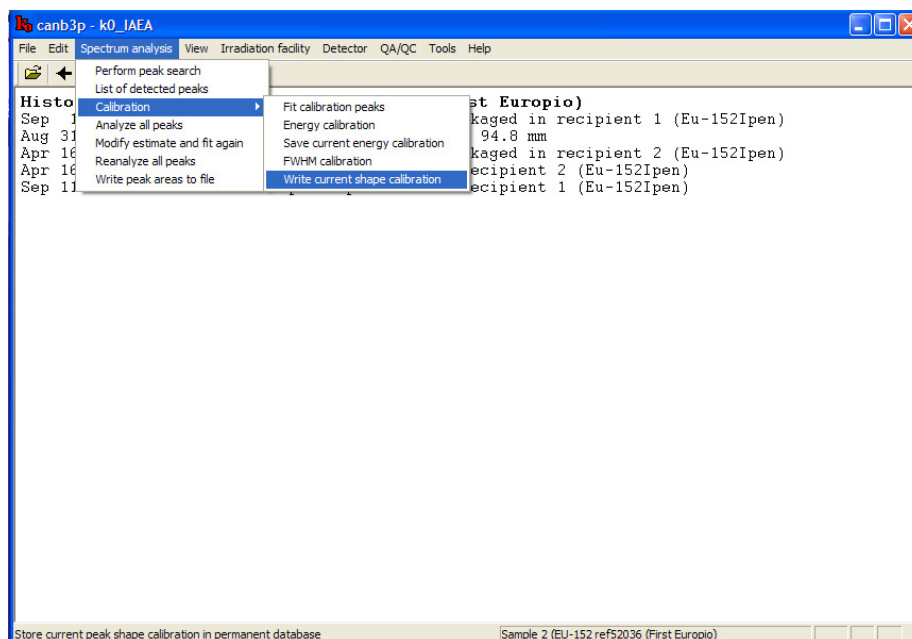 canb3p - k0_IAEA
File Edit Spectrum analysis View Irradiation facility Detector QA/QC Tools Help
Perform peak search
List of detected peaks
Calibration
Analyze all peaks
Modify estimate and fit again
Reanalyze all peaks
Write peak areas to file
Fit calibration peaks
Energy calibration
Save current energy calibration
FWHM calibration
Write current shape calibration
Histo st Europio)
Sep 1 kaged in recipient 1 (Eu-152Ipen)
Aug 31 94.8 mm
Apr 16 kaged in recipient 2 (Eu-152Ipen)
Apr 16 ecipient 2 (Eu-152Ipen)
Sep 11 ecipient 1 (Eu-152Ipen)
Store current peak shape calibration in permanent database Sample 2 (EU-152 ref52036 (First Europio)